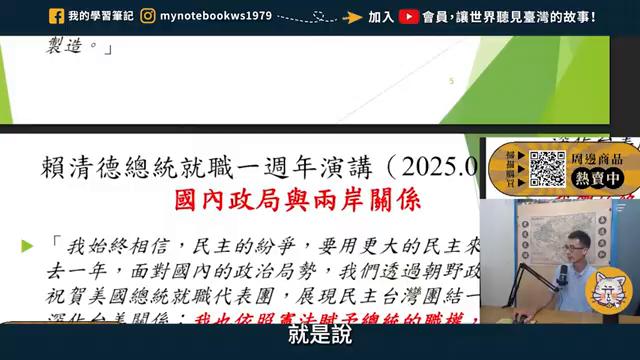 我的學習筆記 mynotebookws1979 加入 會員，讓世界聽見臺灣的故事！
製造。」
5
賴清德總統就職一週年演講（2025.0
國內政局與兩岸關係
「我始終相信，民主的紛爭，要用更大的民主來
去一年，面對國內的政治局勢，我們透過朝野政
祝賀美國總統就職代表團，展現民主台灣團結一
深化台美關係；我也依照憲法賦予總統的職權，
周邊商品
熱賣中
就是說